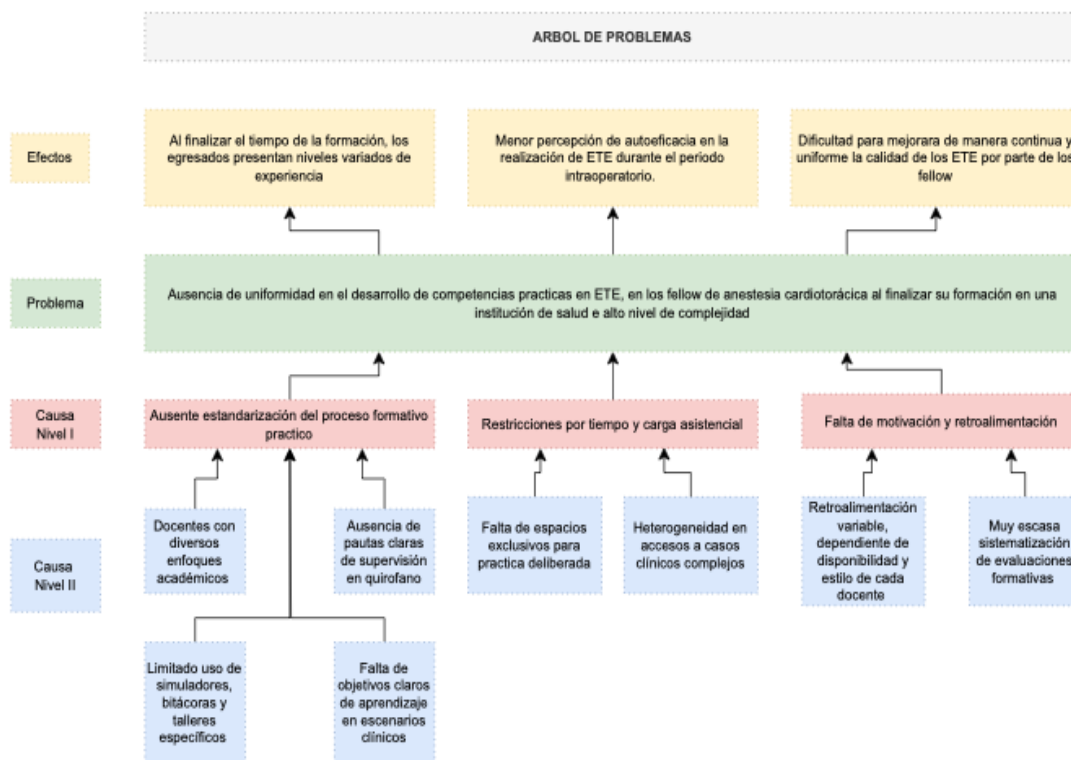 ARBOL DE PROBLEMAS
Efectos
Al finalizar el tiempo de la formación, los
egresados presentan niveles variados de
experiencia
Menor percepción de autoeficacia en la
realización de ETE durante el periodo
intraoperatorio.
Dificultad para mejorara de manera continua y
uniforme la calidad de los ETE por parte de los
fellow
Problema
Ausencia de uniformidad en el desarrollo de competencias practicas en ETE, en los fellow de anestesia cardiotorácica al finalizar su formación en una
institución de salud e alto nivel de complejidad
Causa
Nivel I
Ausente estandarización del proceso formativo
practico
Restricciones por tiempo y carga asistencial
Falta de motivación y retroalimentación
Causa
Nivel II
Docentes con
diversos
enfoques
académicos
Ausencia de
pautas claras
de supervisión
en quirofano
Falta de espacios
exclusivos para
practica deliberada
Heterogeneidad en
accesos a casos
clínicos complejos
Retroalimentación
variable,
dependiente de
disponibilidad y
estilo de cada
docente
Muy escasa
sistematización
de evaluaciones
formativas
Limitado uso de
simuladores,
bitácoras y
talleres
específicos
Falta de
objetivos claros
de aprendizaje
en escenarios
clínicos